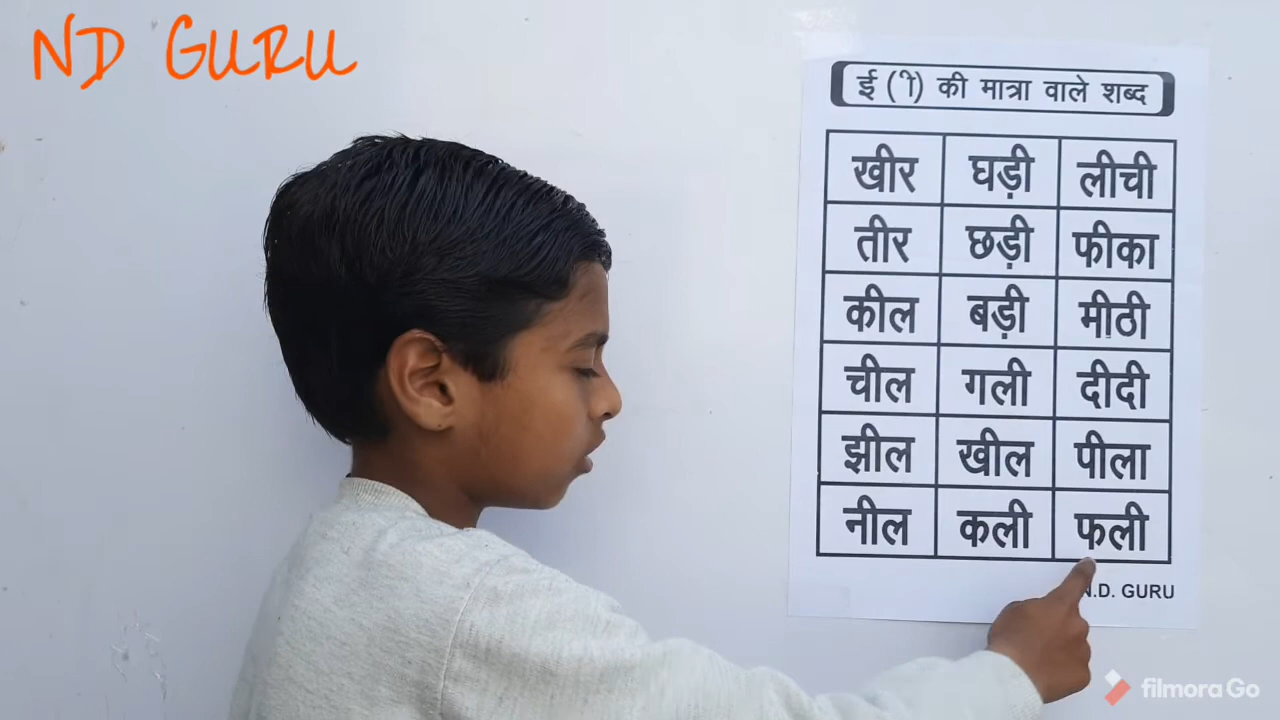 ND GURU
ई (ी) की मात्रा वाले शब्द
खीर घड़ी लीची
तीर छड़ी फीका
कील बड़ी मीठी
चील गली दीदी
झील खील पीला
नील कली फली
N.D. GURU
filmora Go